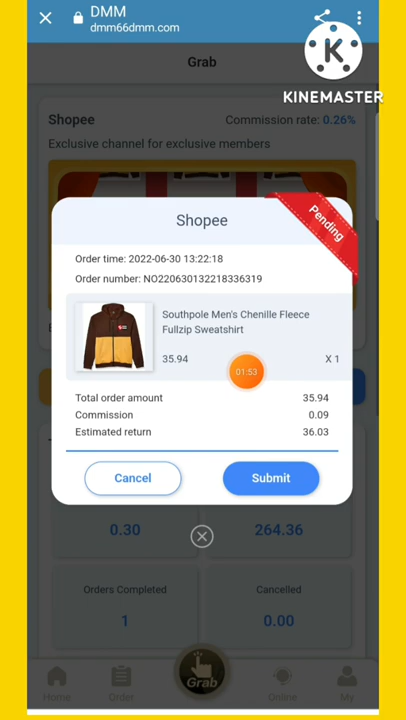 DMM
dmm66dmm.com
K
KINEMASTER
Grab
Shopee
Commission rate: 0.26%
Exclusive channel for exclusive members
Pending
Shopee
Order time: 2022-06-30 13:22:18
Order number: NO220630132218336319
Southpole Men's Chenille Fleece
Fullzip Sweatshirt
35.94
X 1
01:53
Total order amount 35.94
Commission 0.09
Estimated return 36.03
Cancel
Submit
0.30
264.36
Orders Completed
Cancelled
1
0.00
Grab
Home
Order
Online
My